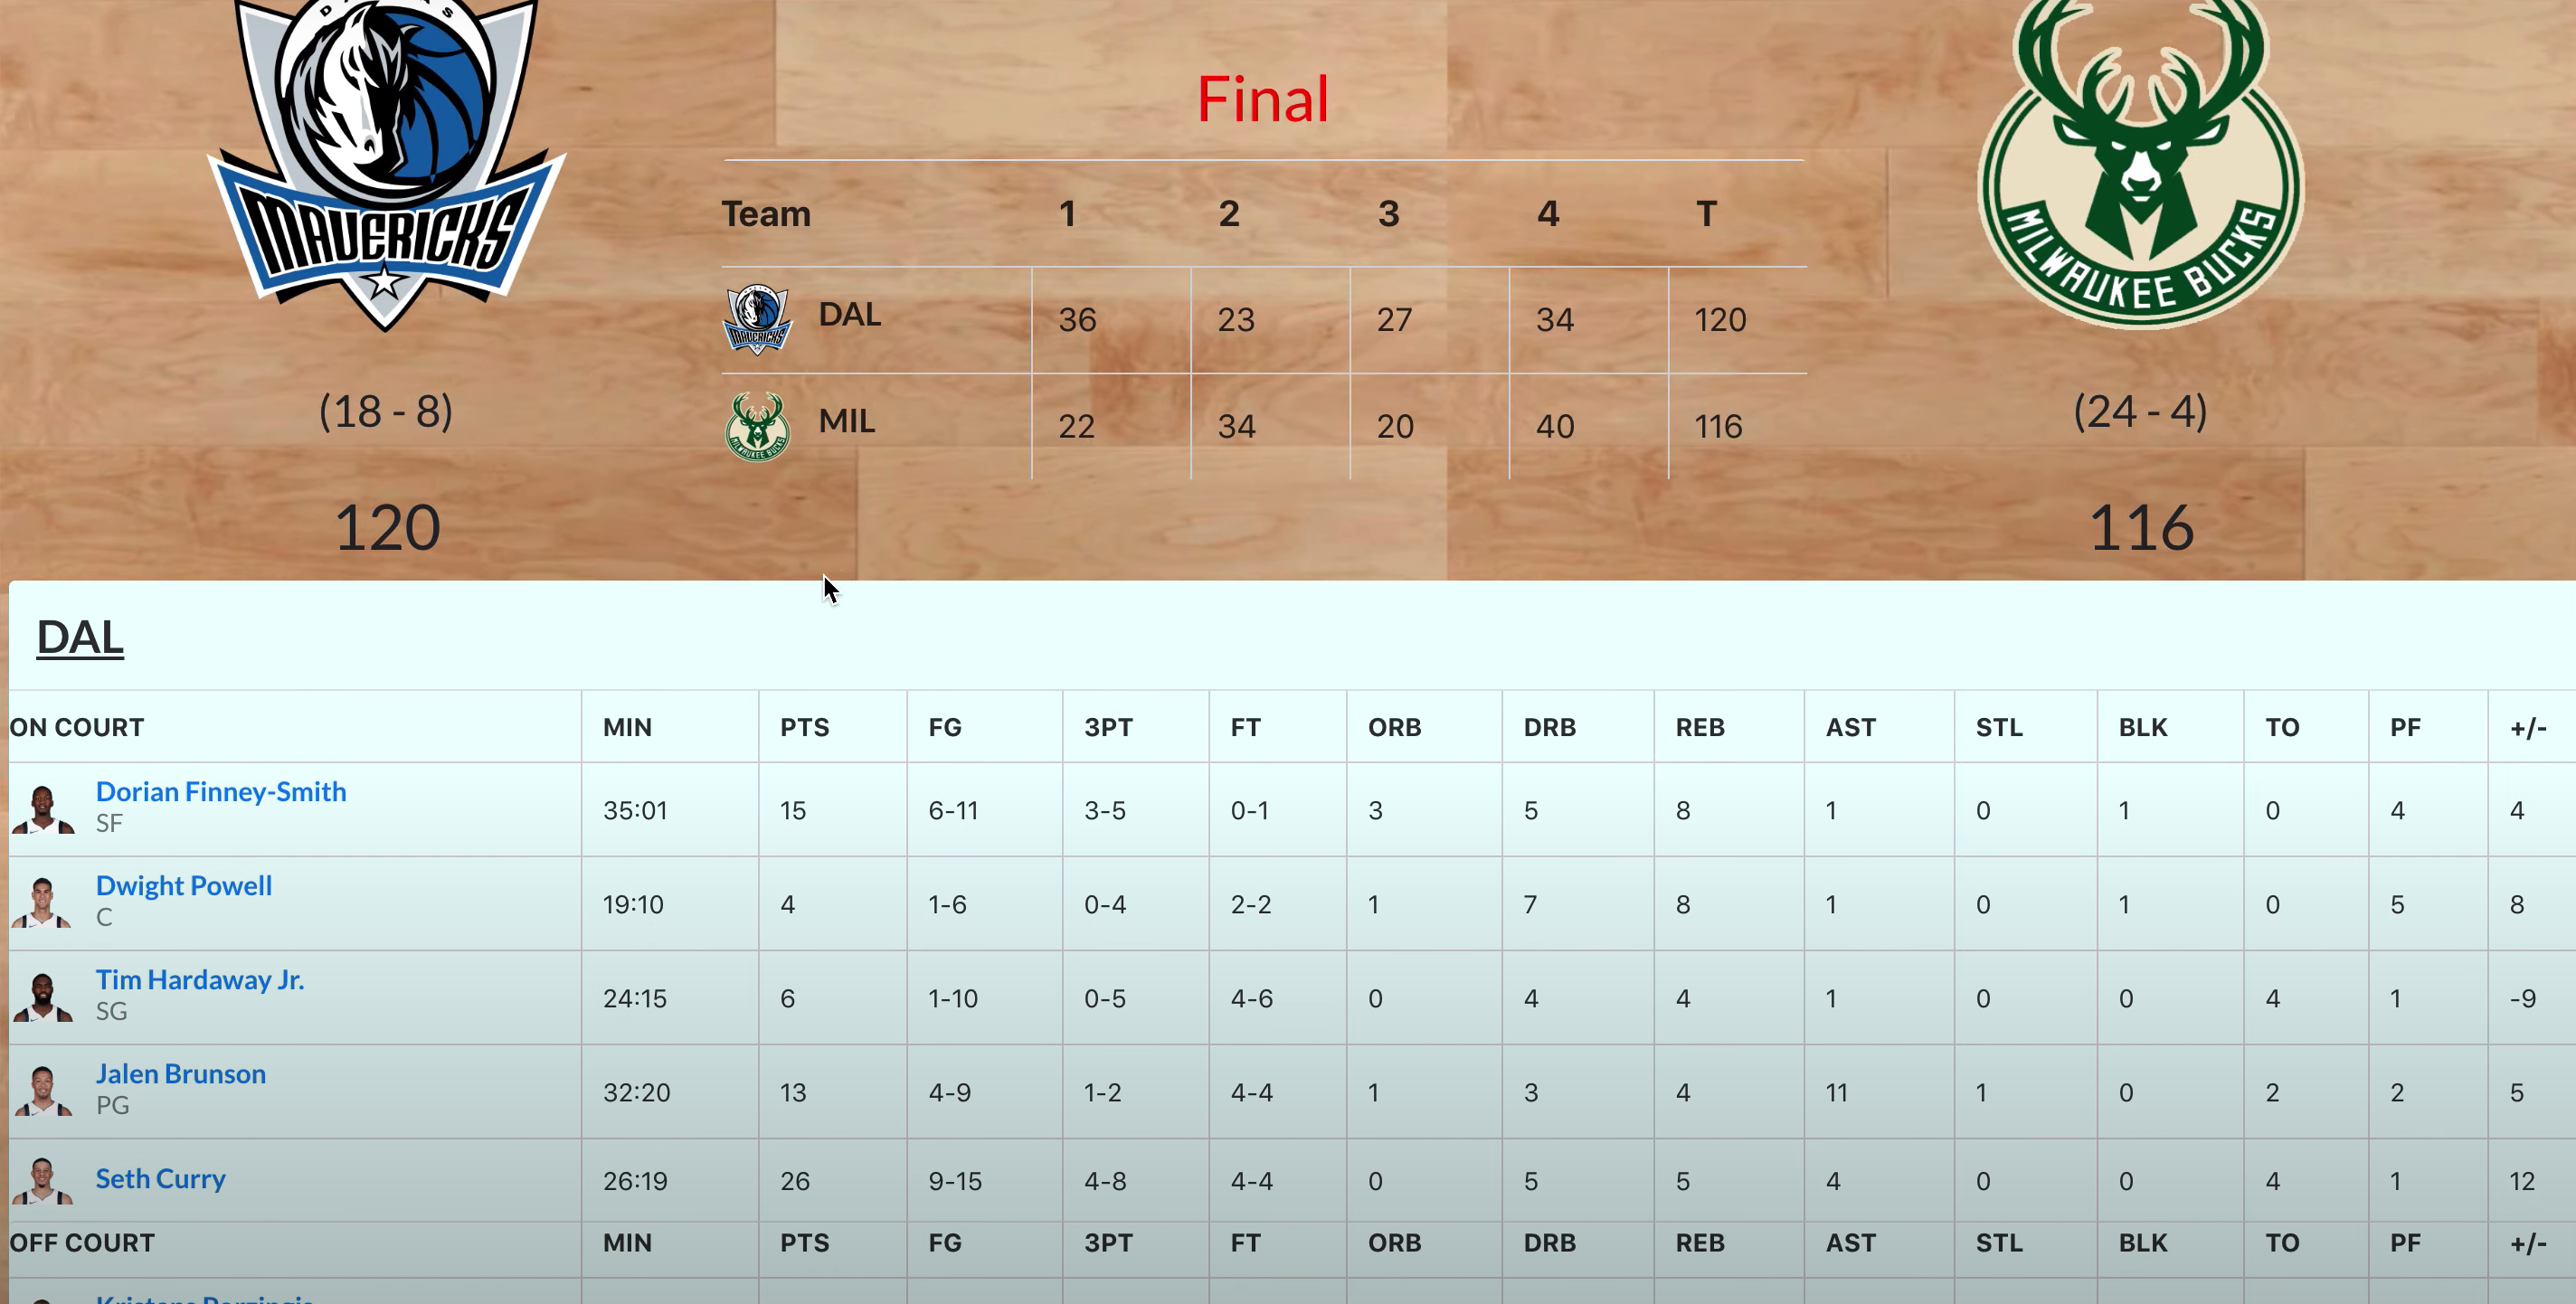 MAVERICKS
MILWAUKEE BUCKS
Final
Team 1 2 3 4 T
MAVERICKS DAL 36 23 27 34 120
MIL 22 34 20 40 116
(18 - 8)
(24 - 4)
120
116
DAL
ON COURT MIN PTS FG 3PT FT ORB DRB REB AST STL BLK TO PF +/-
Dorian Finney-Smith
SF
35:01 15 6-11 3-5 0-1 3 5 8 1 0 1 0 4 4
Dwight Powell
C
19:10 4 1-6 0-4 2-2 1 7 8 1 0 1 0 5 8
Tim Hardaway Jr.
SG
24:15 6 1-10 0-5 4-6 0 4 4 1 0 0 4 1 -9
Jalen Brunson
PG
32:20 13 4-9 1-2 4-4 1 3 4 11 1 0 2 2 5
Seth Curry 26:19 26 9-15 4-8 4-4 0 5 5 4 0 0 4 1 12
OFF COURT MIN PTS FG 3PT FT ORB DRB REB AST STL BLK TO PF +/-